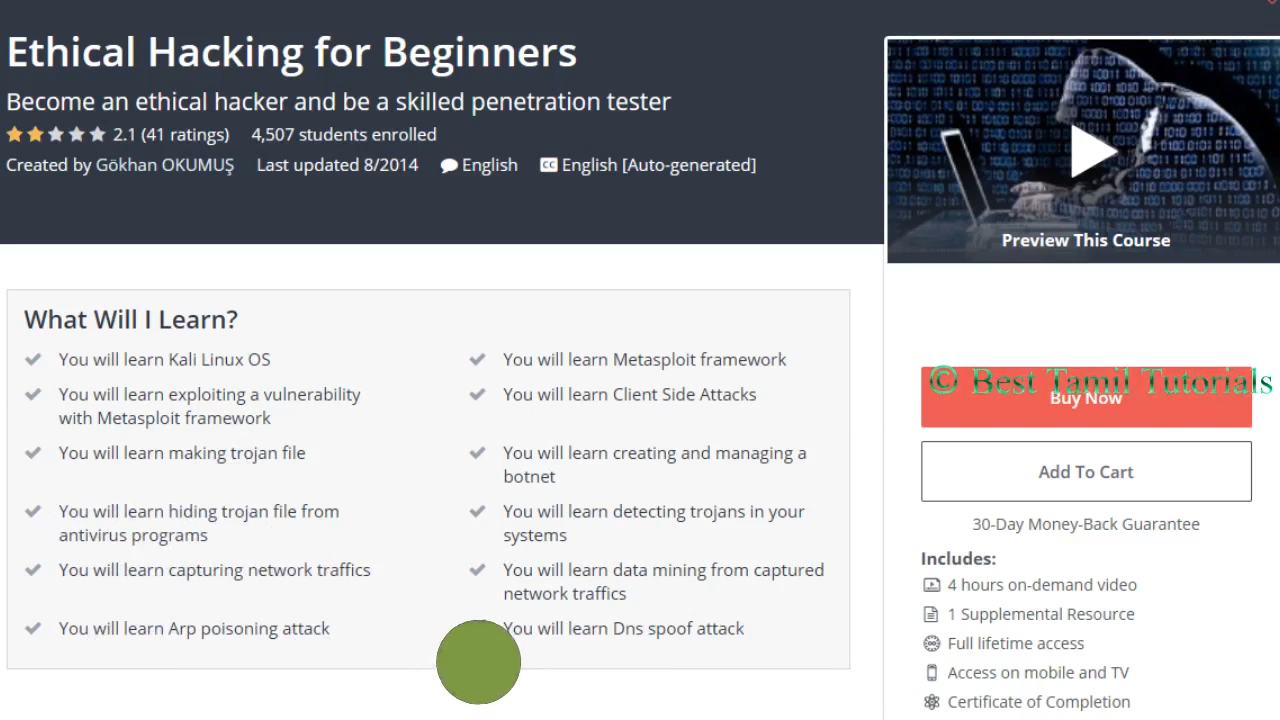 Ethical Hacking for Beginners
Become an ethical hacker and be a skilled penetration tester
2.1 (41 ratings) 4,507 students enrolled
Created by Gökhan OKUMUŞ Last updated 8/2014 English CC English [Auto-generated]
Preview This Course
What Will I Learn?
You will learn Kali Linux OS
You will learn Metasploit framework
You will learn exploiting a vulnerability
with Metasploit framework
You will learn Client Side Attacks
You will learn making trojan file
You will learn creating and managing a
botnet
You will learn hiding trojan file from
antivirus programs
You will learn detecting trojans in your
systems
You will learn capturing network traffics
You will learn data mining from captured
network traffics
You will learn Arp poisoning attack
You will learn Dns spoof attack
© Best Tamil Tutorials
Buy Now
Add To Cart
30-Day Money-Back Guarantee
Includes:
4 hours on-demand video
1 Supplemental Resource
Full lifetime access
Access on mobile and TV
Certificate of Completion